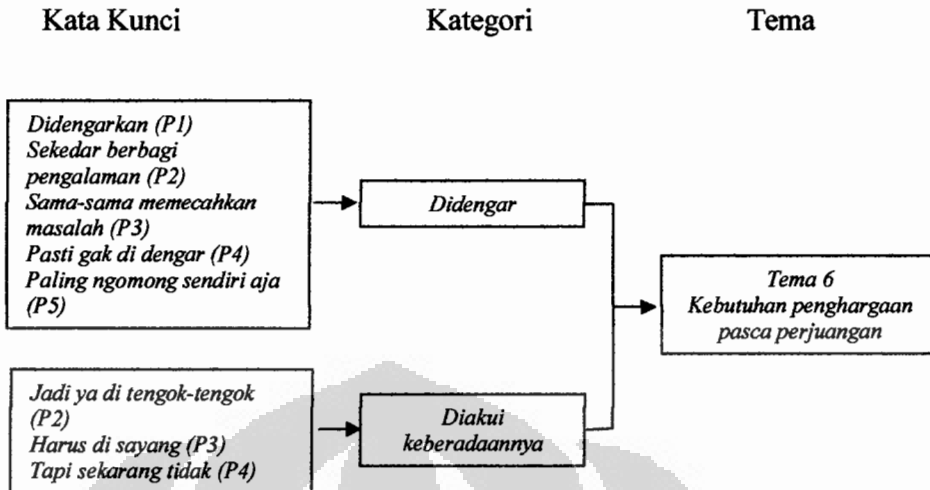 Kata Kunci
Kategori
Tema
Didengarkan (P1)
Sekedar berbagi
pengalaman (P2)
Sama-sama memecahkan
masalah (P3)
Pasti gak di dengar (P4)
Paling ngomong sendiri aja
(P5)
Didengar
Tema 6
Kebutuhan penghargaan
pasca perjuangan
Jadi ya di tengok-tengok
(P2)
Harus di sayang (P3)
Tapi sekarang tidak (P4)
Diakui
keberadaannya